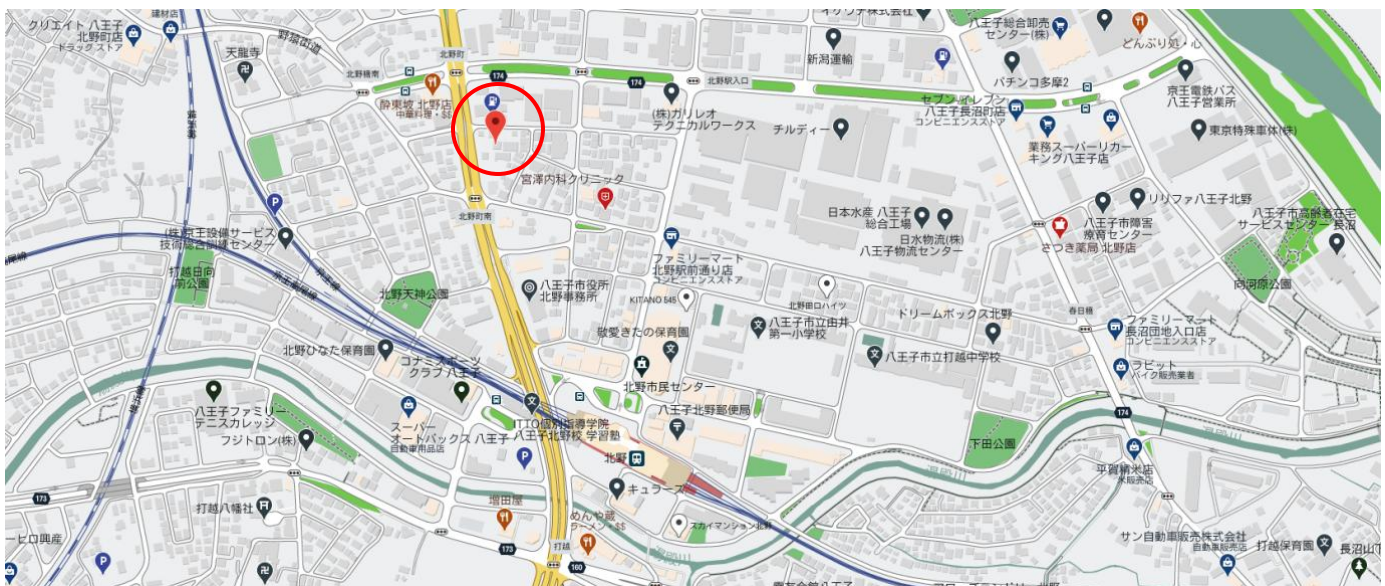 建材店
クリエイト 八王子
北野町店
ドラッグストア
天龍寺
野猿街道
北野町
北野橋南
酔東坡 北野店
中華料理・$$
174
174
北野駅入口
イケウチ株式会社
新潟運輸
八王子総合卸売
センター(株)
どんぶり処・心
パチンコ多摩2
京王電鉄バス
八王子営業所
(株)ガリレオ
テクニカルワークス
チルディー
セブン-イレブン
八王子長沼町店
コンビニエンスストア
業務スーパーリカー
キング八王子店
東京特殊車体(株)
宮澤内科クリニック
北野町南
日本水産 八王子
総合工場
日水物流(株)
八王子物流センター
リリファ八王子北野
八王子市障害
療育センター
さつき薬局 北野店
八王子市高齢者在宅
サービスセンター 長沼
(株)京王設備サービス
技術総合訓練センター
打越日向
前公園
北野天神公園
八王子市役所
北野事務所
ファミリーマート
北野駅前通り店
コンビニエンスストア
KITANO 545
北野田口ハイツ
向河原公園
敬愛きたの保育園
八王子市立由井
第一小学校
ドリームボックス北野
春日橋
ファミリーマート
長沼団地入口店
コンビニエンスストア
北野ひなた保育園
コナミスポーツ
クラブ 八王子
北野市民センター
八王子市立打越中学校
ラビット
バイク販売業者
174
八王子ファミリー
テニスカレッジ
フジトロン(株)
スーパー
オートバックス 八王子
自動車用品店
ITTO個別指導学院
八王子北野校 学習塾
八王子北野郵便局
下田公園
北野
平賀精米店
米販売店
173
打越八幡社
増田屋
キュラーズ
めんや蔵
ラーメン・$$
スカイマンション北野
173
打越
160
サン自動車販売株式会社
自動車販売店
打越保育園